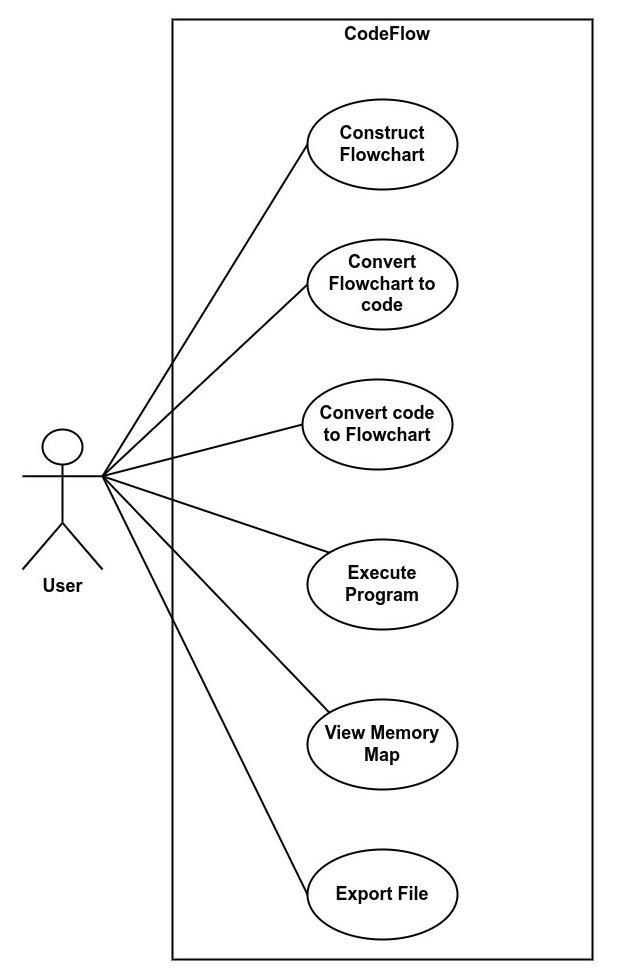 CodeFlow
Construct
Flowchart
Convert
Flowchart to
code
Convert code
to Flowchart
User
Execute
Program
View Memory
Map
Export File